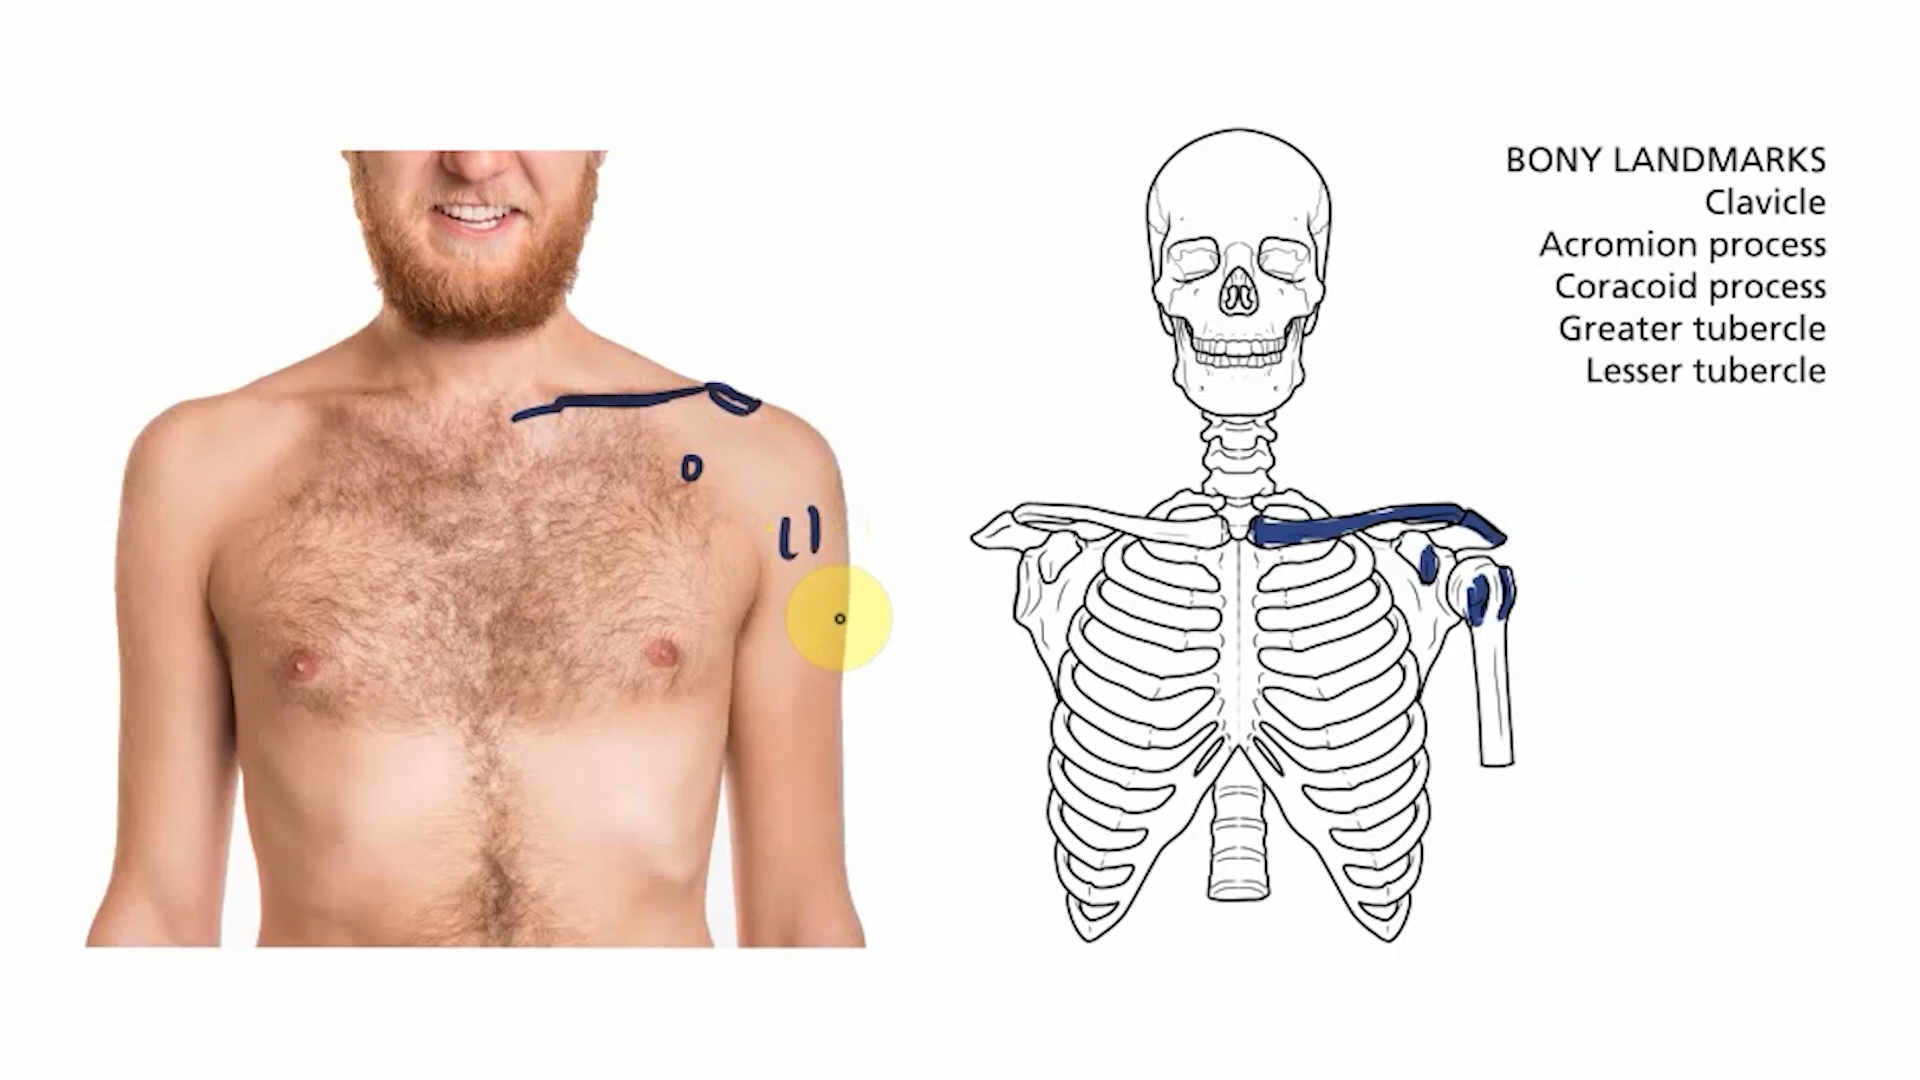 BONY LANDMARKS
Clavicle
Acromion process
Coracoid process
Greater tubercle
Lesser tubercle